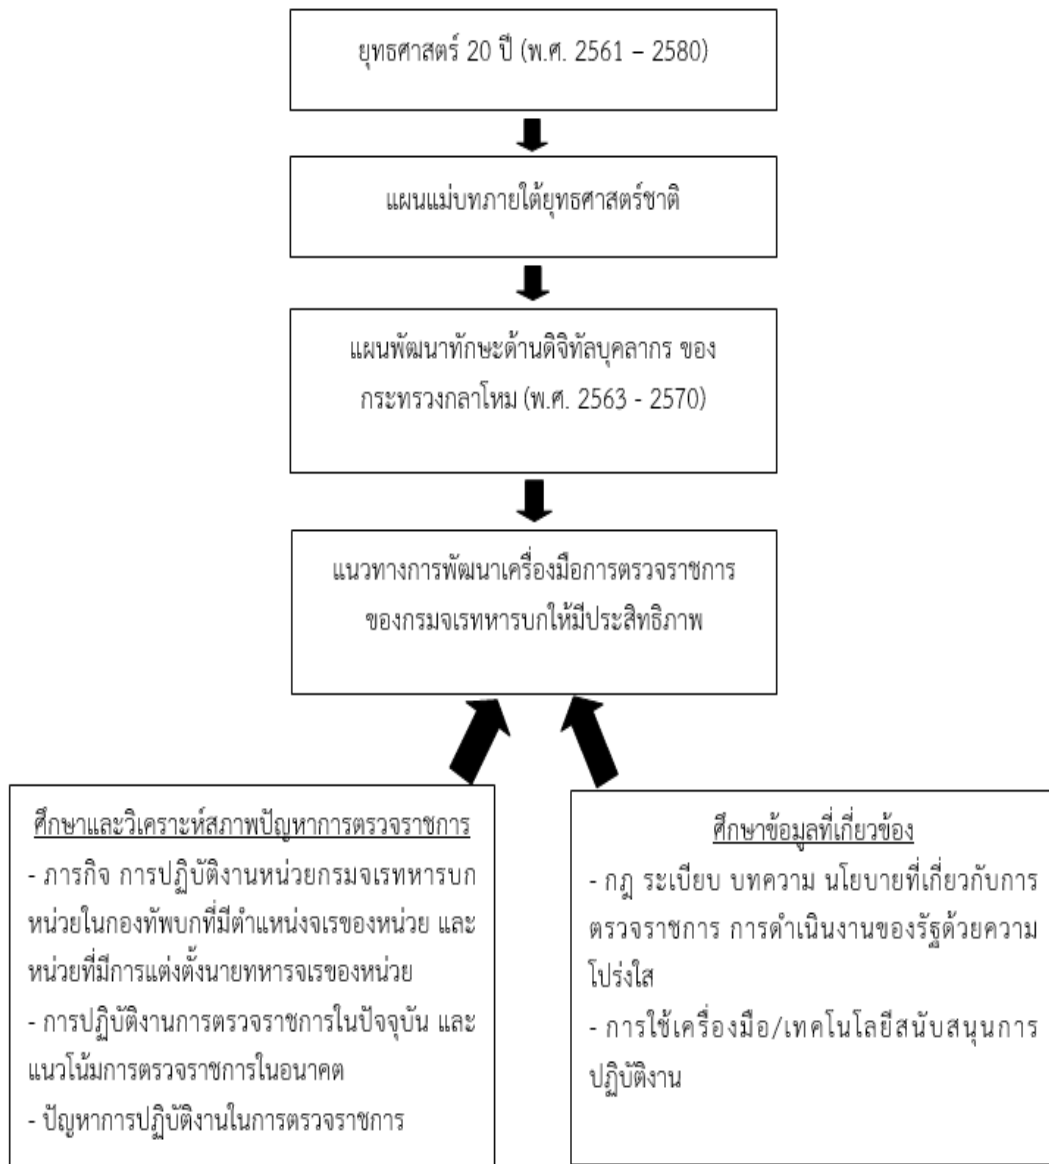 ยุทธศาสตร์ 20 ปี (พ.ศ. 2561 – 2580)
แผนแม่บทภายใต้ยุทธศาสตร์ชาติ
แผนพัฒนาทักษะด้านดิจิทัลบุคลากร ของ
กระทรวงกลาโหม (พ.ศ. 2563 - 2570)
แนวทางการพัฒนาเครื่องมือการตรวจราชการ
ของกรมจเรทหารบกให้มีประสิทธิภาพ
ศึกษาและวิเคราะห์สภาพปัญหาการตรวจราชการ
- ภารกิจ การปฏิบัติงานหน่วยกรมจเรทหารบก
หน่วยในกองทัพบกที่มีตำแหน่งจเรของหน่วย และ
หน่วยที่มีการแต่งตั้งนายทหารจเรของหน่วย
- การปฏิบัติงานการตรวจราชการในปัจจุบัน และ
แนวโน้มการตรวจราชการในอนาคต
- ปัญหาการปฏิบัติงานในการตรวจราชการ
ศึกษาข้อมูลที่เกี่ยวข้อง
- กฎ ระเบียบ บทความ นโยบายที่เกี่ยวกับการ
ตรวจราชการ การดำเนินงานของรัฐด้วยความ
โปร่งใส
- การใช้เครื่องมือ/เทคโนโลยีสนับสนุนการ
ปฏิบัติงาน